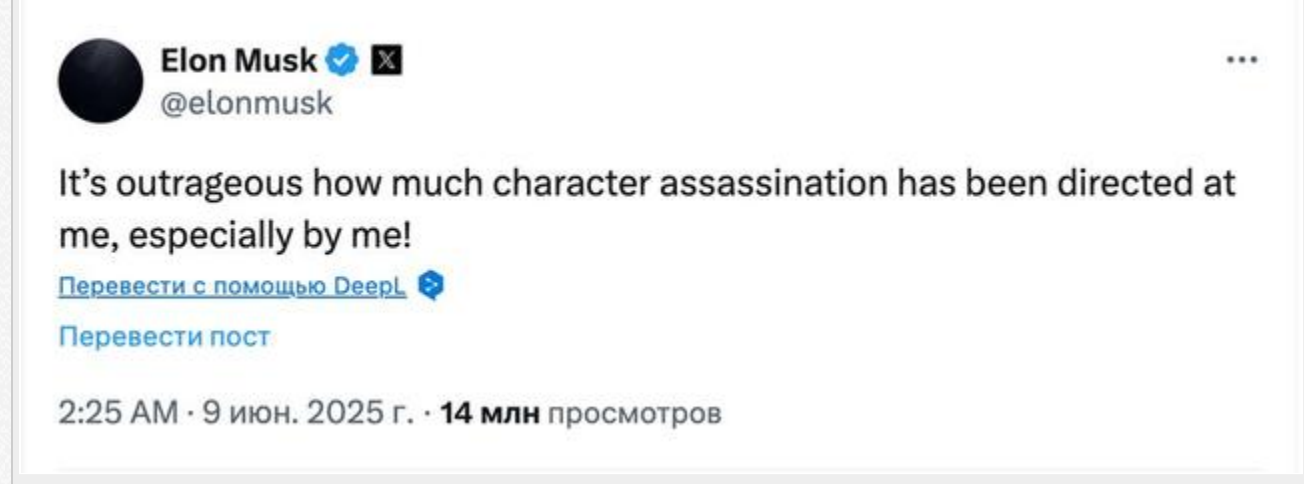 Elon Musk
@elonmusk
It’s outrageous how much character assassination has been directed at
me, especially by me!
Перевести с помощью DeepL
Перевести пост
2:25 AM · 9 июн. 2025 г. · 14 млн просмотров